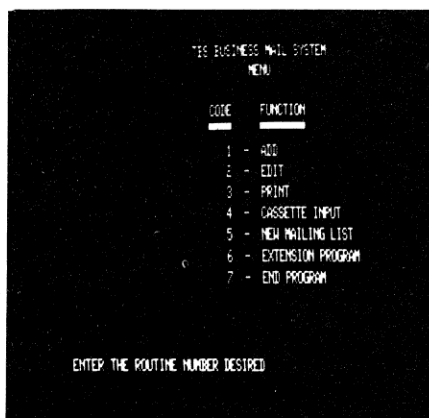 TIS BUSINESS MAIL SYSTEM
MENU
CODE FUNCTION
1 - ADD
2 - EDIT
3 - PRINT
4 - CASSETTE INPUT
5 - NEW MAILING LIST
6 - EXTENSION PROGRAM
7 - END PROGRAM
ENTER THE ROUTINE NUMBER DESIRED